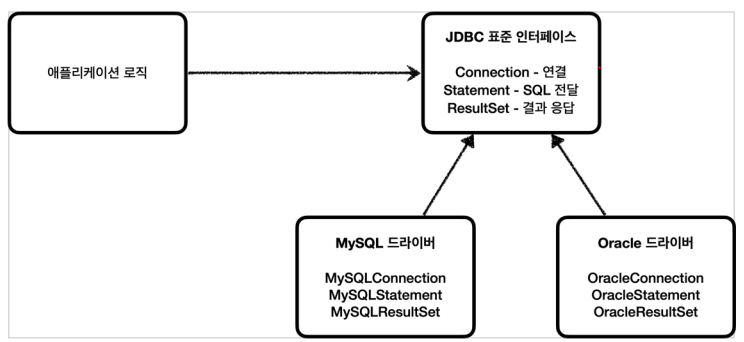 애플리케이션 로직
JDBC 표준 인터페이스
Connection - 연결
Statement - SQL 전달
ResultSet - 결과 응답
MySQL 드라이버
MySQLConnection
MySQLStatement
MySQLResultSet
Oracle 드라이버
OracleConnection
OracleStatement
OracleResultSet